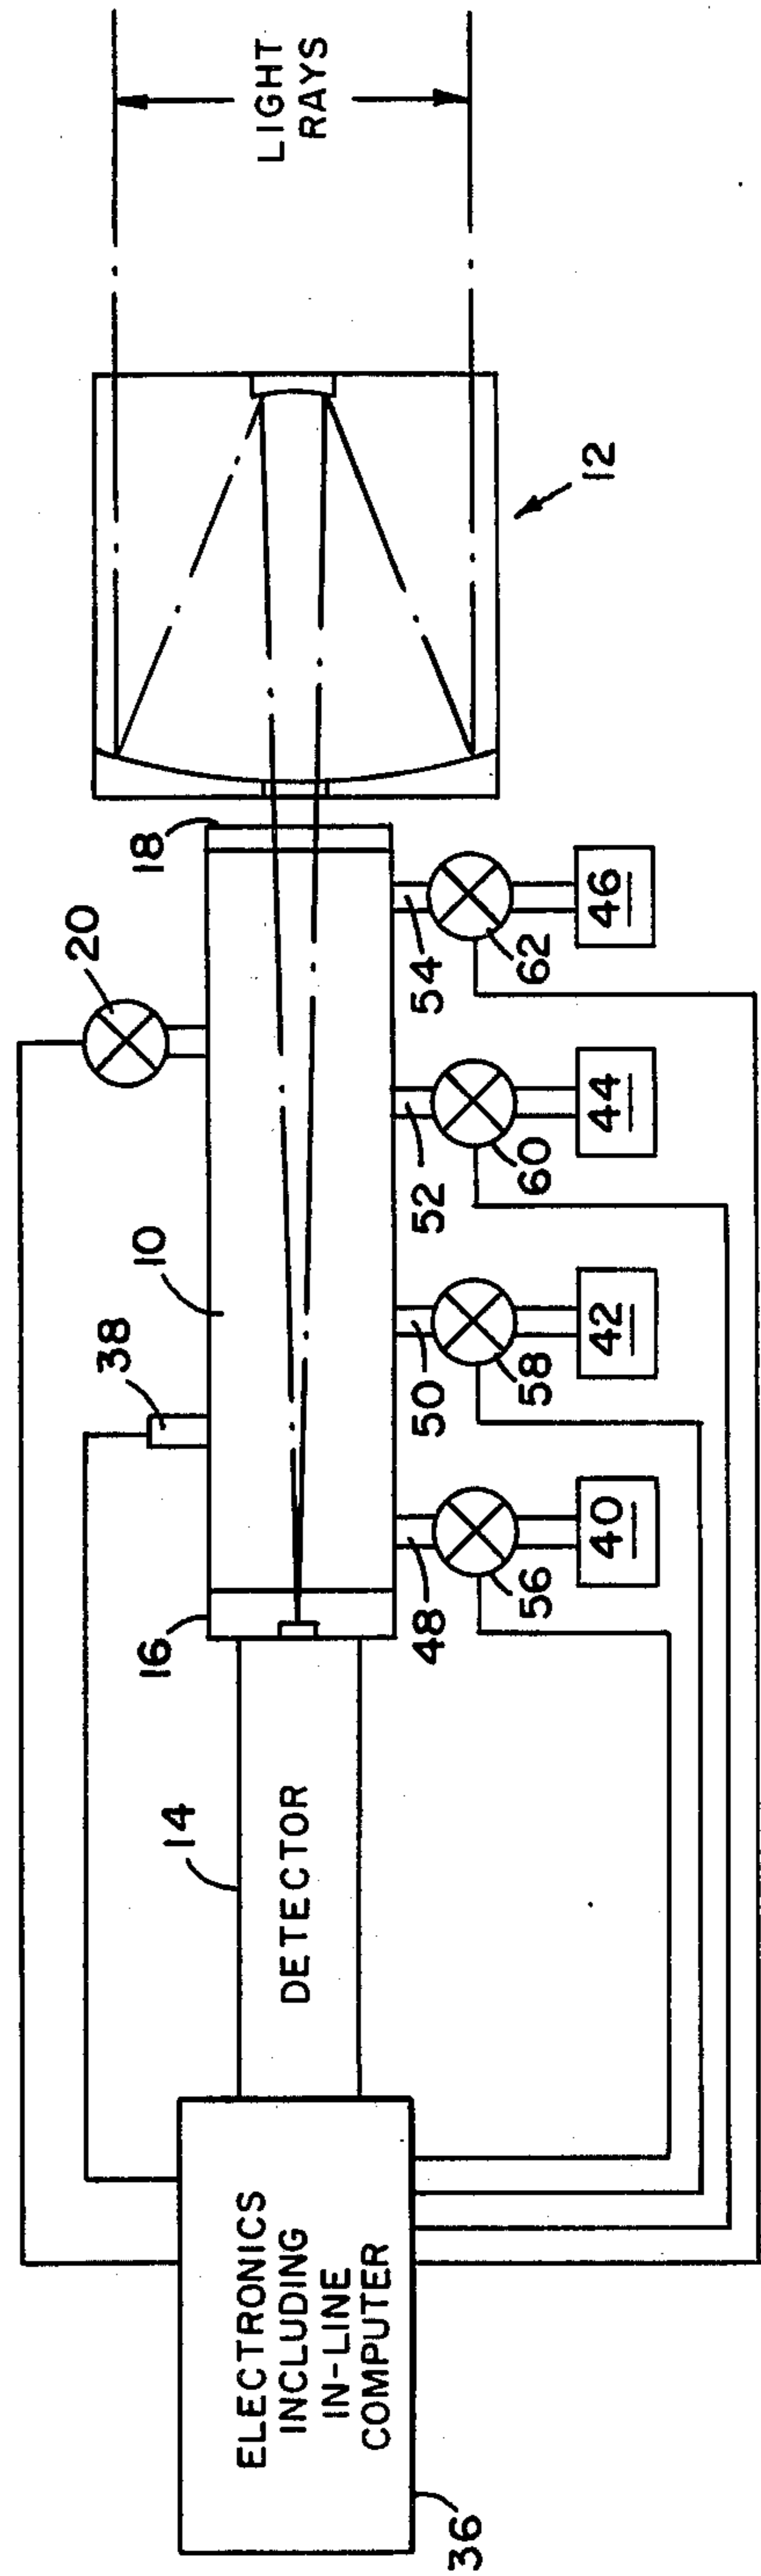 LIGHT
RAYS
12
18
20
10
38
16
14
DETECTOR
ELECTRONICS
INCLUDING
IN-LINE
COMPUTER
36
48
50
52
54
56
58
60
62
40
42
44
46